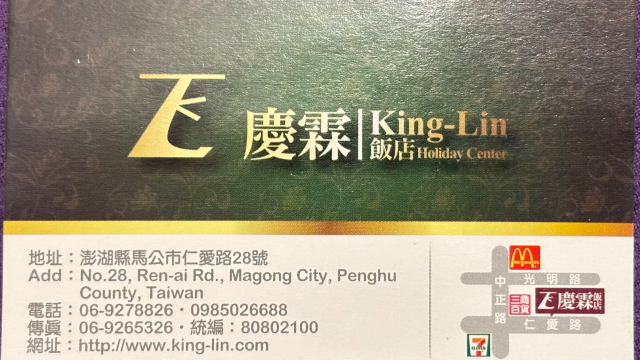 慶霖
King-Lin
飯店 Holiday Center
地址：澎湖縣馬公市仁愛路28號
Add：No.28, Ren-ai Rd., Magong City, Penghu
County, Taiwan
電話：06-9278826‧0985026688
傳真：06-9265326‧統編：80802100
網址：http://www.king-lin.com
光明路
中正路
三商百貨
慶霖飯店
仁愛路
7 ELEVEN